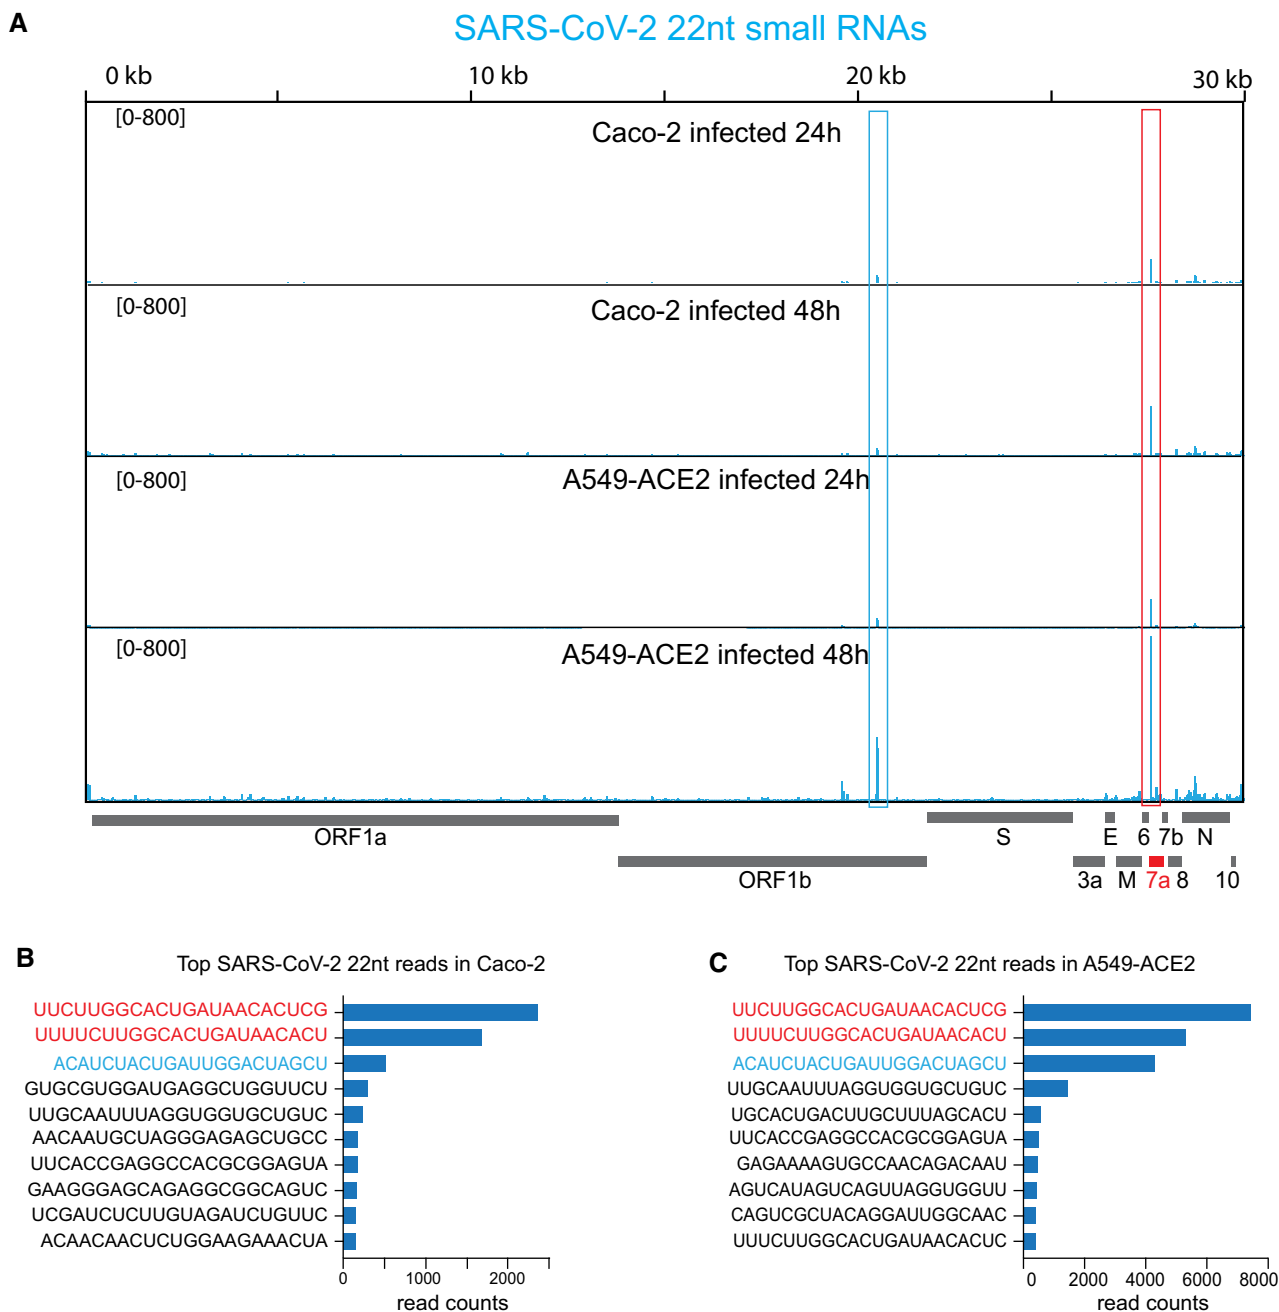 A
SARS-CoV-2 22nt small RNAs
0 kb 10 kb 20 kb 30 kb
[0-800]
Caco-2 infected 24h
[0-800]
Caco-2 infected 48h
[0-800]
A549-ACE2 infected 24h
[0-800]
A549-ACE2 infected 48h
ORF1a S E 6 7b N
ORF1b 3a M 7a 8 10
B
Top SARS-CoV-2 22nt reads in Caco-2
UUCUUGGCACUGAUAACACUCG
UUUUCUUGGCACUGAUAACACU
ACAUCUACUGAUUGGACUAGCU
GUGCGUGGAUGAGGCUGGUUCU
UUGCAAUUUAGGUGGUGCUGUC
AACAAUGCUAGGGAGAGCUGCC
UUCACCGAGGCCACGCGGAGUA
GAAGGGAGCAGAGGCGGCAGUC
UCGAUCUCUUGUAGAUCUGUUC
ACAACAACUCUGGAAGAAACUA
0 1000 2000
read counts
C
Top SARS-CoV-2 22nt reads in A549-ACE2
UUCUUGGCACUGAUAACACUCG
UUUUCUUGGCACUGAUAACACU
ACAUCUACUGAUUGGACUAGCU
UUGCAAUUUAGGUGGUGCUGUC
UGCACUGACUUGCUUUAGCACU
UUCACCGAGGCCACGCGGAGUA
GAGAAAAGUGCCAACAGACAAU
AGUCAUAGUCAGUUAGGUGGUU
CAGUCGCUACAGGAUUGGCAAC
UUUCUUGGCACUGAUAACACUC
0 2000 4000 6000 8000
read counts